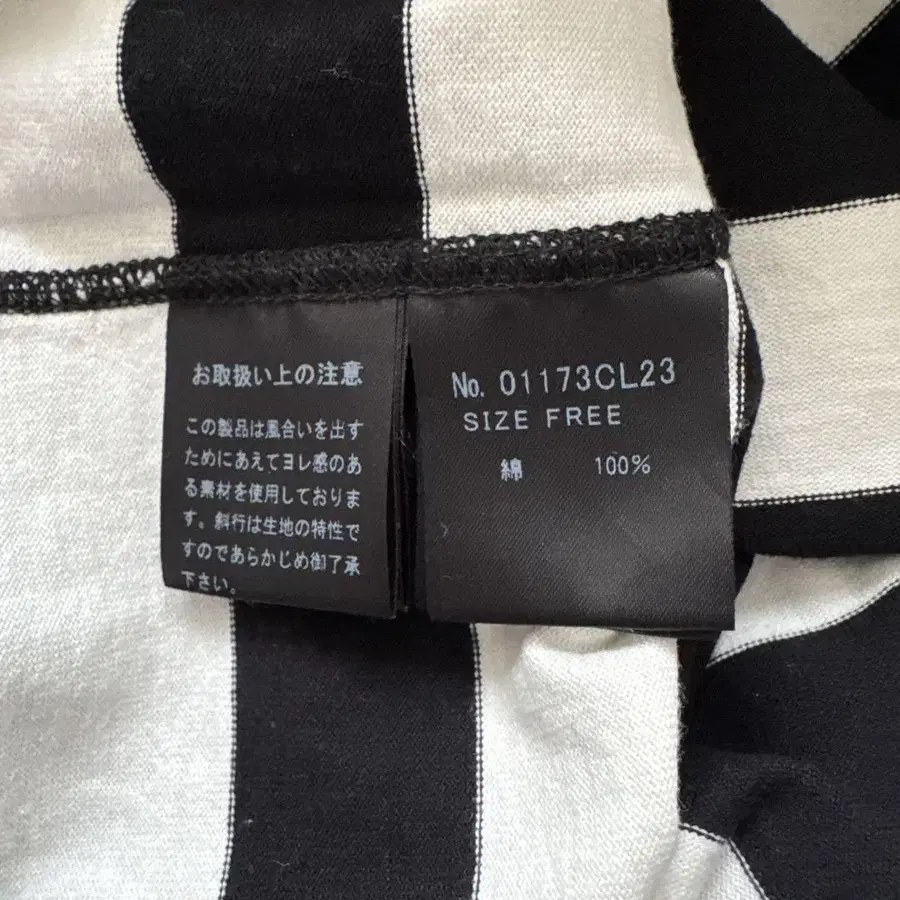 お取扱い上の注意
この製品は風合いを出す
ためにあえてヨレ感のあ
る素材を使用しておりま
す。斜行は生地の特性で
すのであらかじめ御了承
下さい。
No. 01173CL23
SIZE FREE
綿 100%